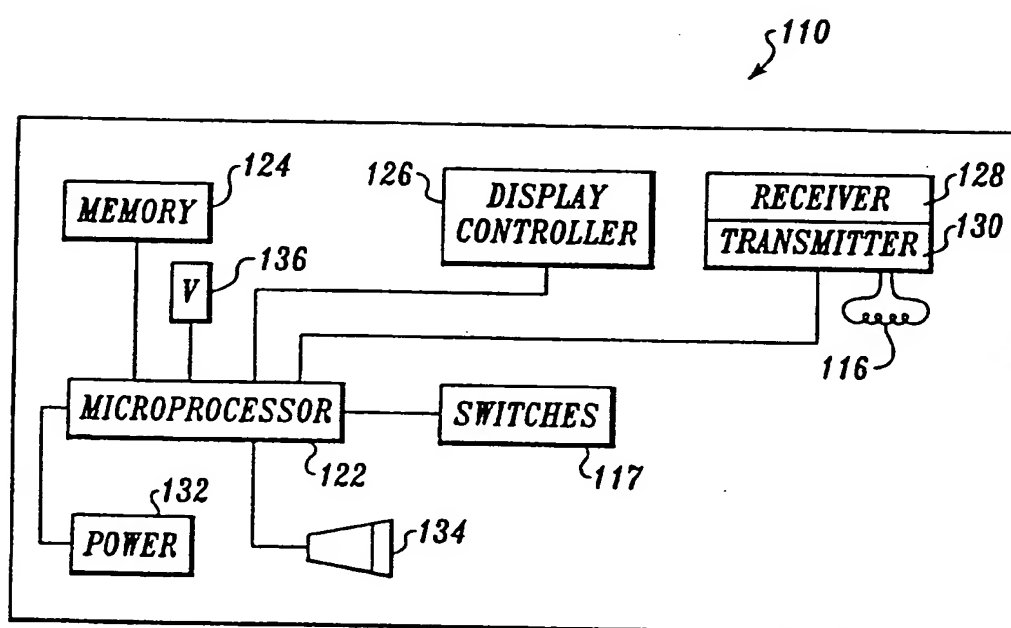 110
124
MEMORY
126
DISPLAY
CONTROLLER
RECEIVER
128
TRANSMITTER
130
136
V
116
MICROPROCESSOR
122
SWITCHES
117
132
POWER
134